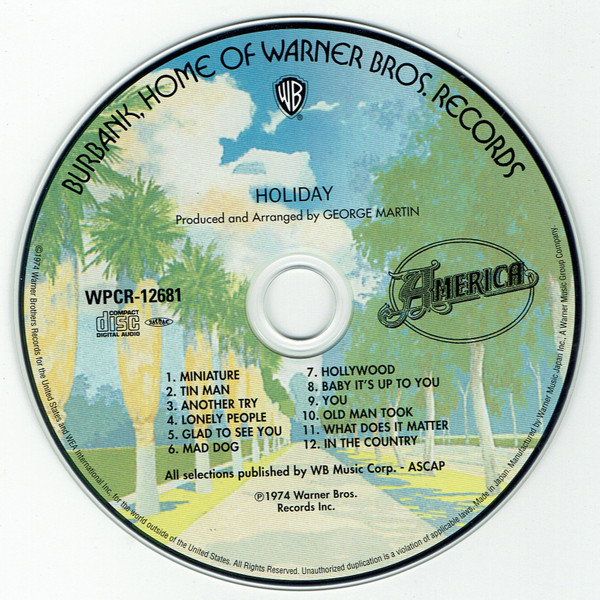 BURBANK, HOME OF WARNER BROS. RECORDS
WB
®
HOLIDAY
Produced and Arranged by GEORGE MARTIN
AMERICA
WPCR-12681
COMPACT
disc
DIGITAL AUDIO
JASRAC
1. MINIATURE
2. TIN MAN
3. ANOTHER TRY
4. LONELY PEOPLE
5. GLAD TO SEE YOU
6. MAD DOG
7. HOLLYWOOD
8. BABY IT'S UP TO YOU
9. YOU
10. OLD MAN TOOK
11. WHAT DOES IT MATTER
12. IN THE COUNTRY
All selections published by WB Music Corp. - ASCAP
℗1974 Warner Bros.
Records Inc.
©1974 Warner Brothers Records for the United States and WEA International Inc. for the world outside of the United States. All Rights Reserved. Unauthorized duplication is a violation of applicable laws. Made in Japan. Manufactured by Warner Music Japan Inc., A Warner Music Group Company.